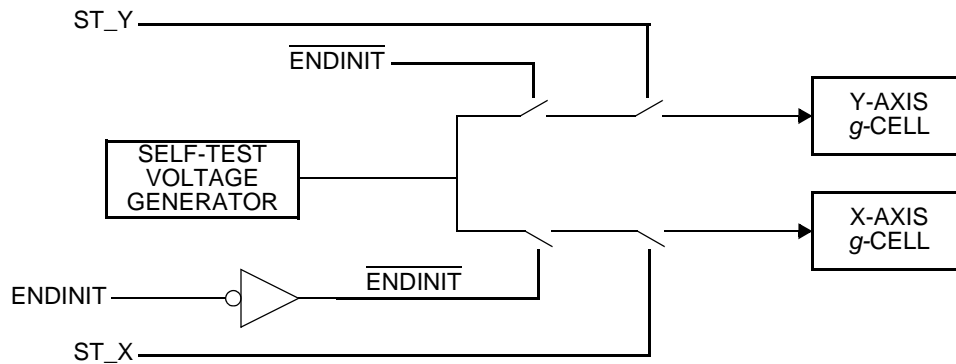 ST_Y
ENDINIT
Y-AXIS
g-CELL
SELF-TEST
VOLTAGE
GENERATOR
X-AXIS
g-CELL
ENDINIT
ENDINIT
ST_X